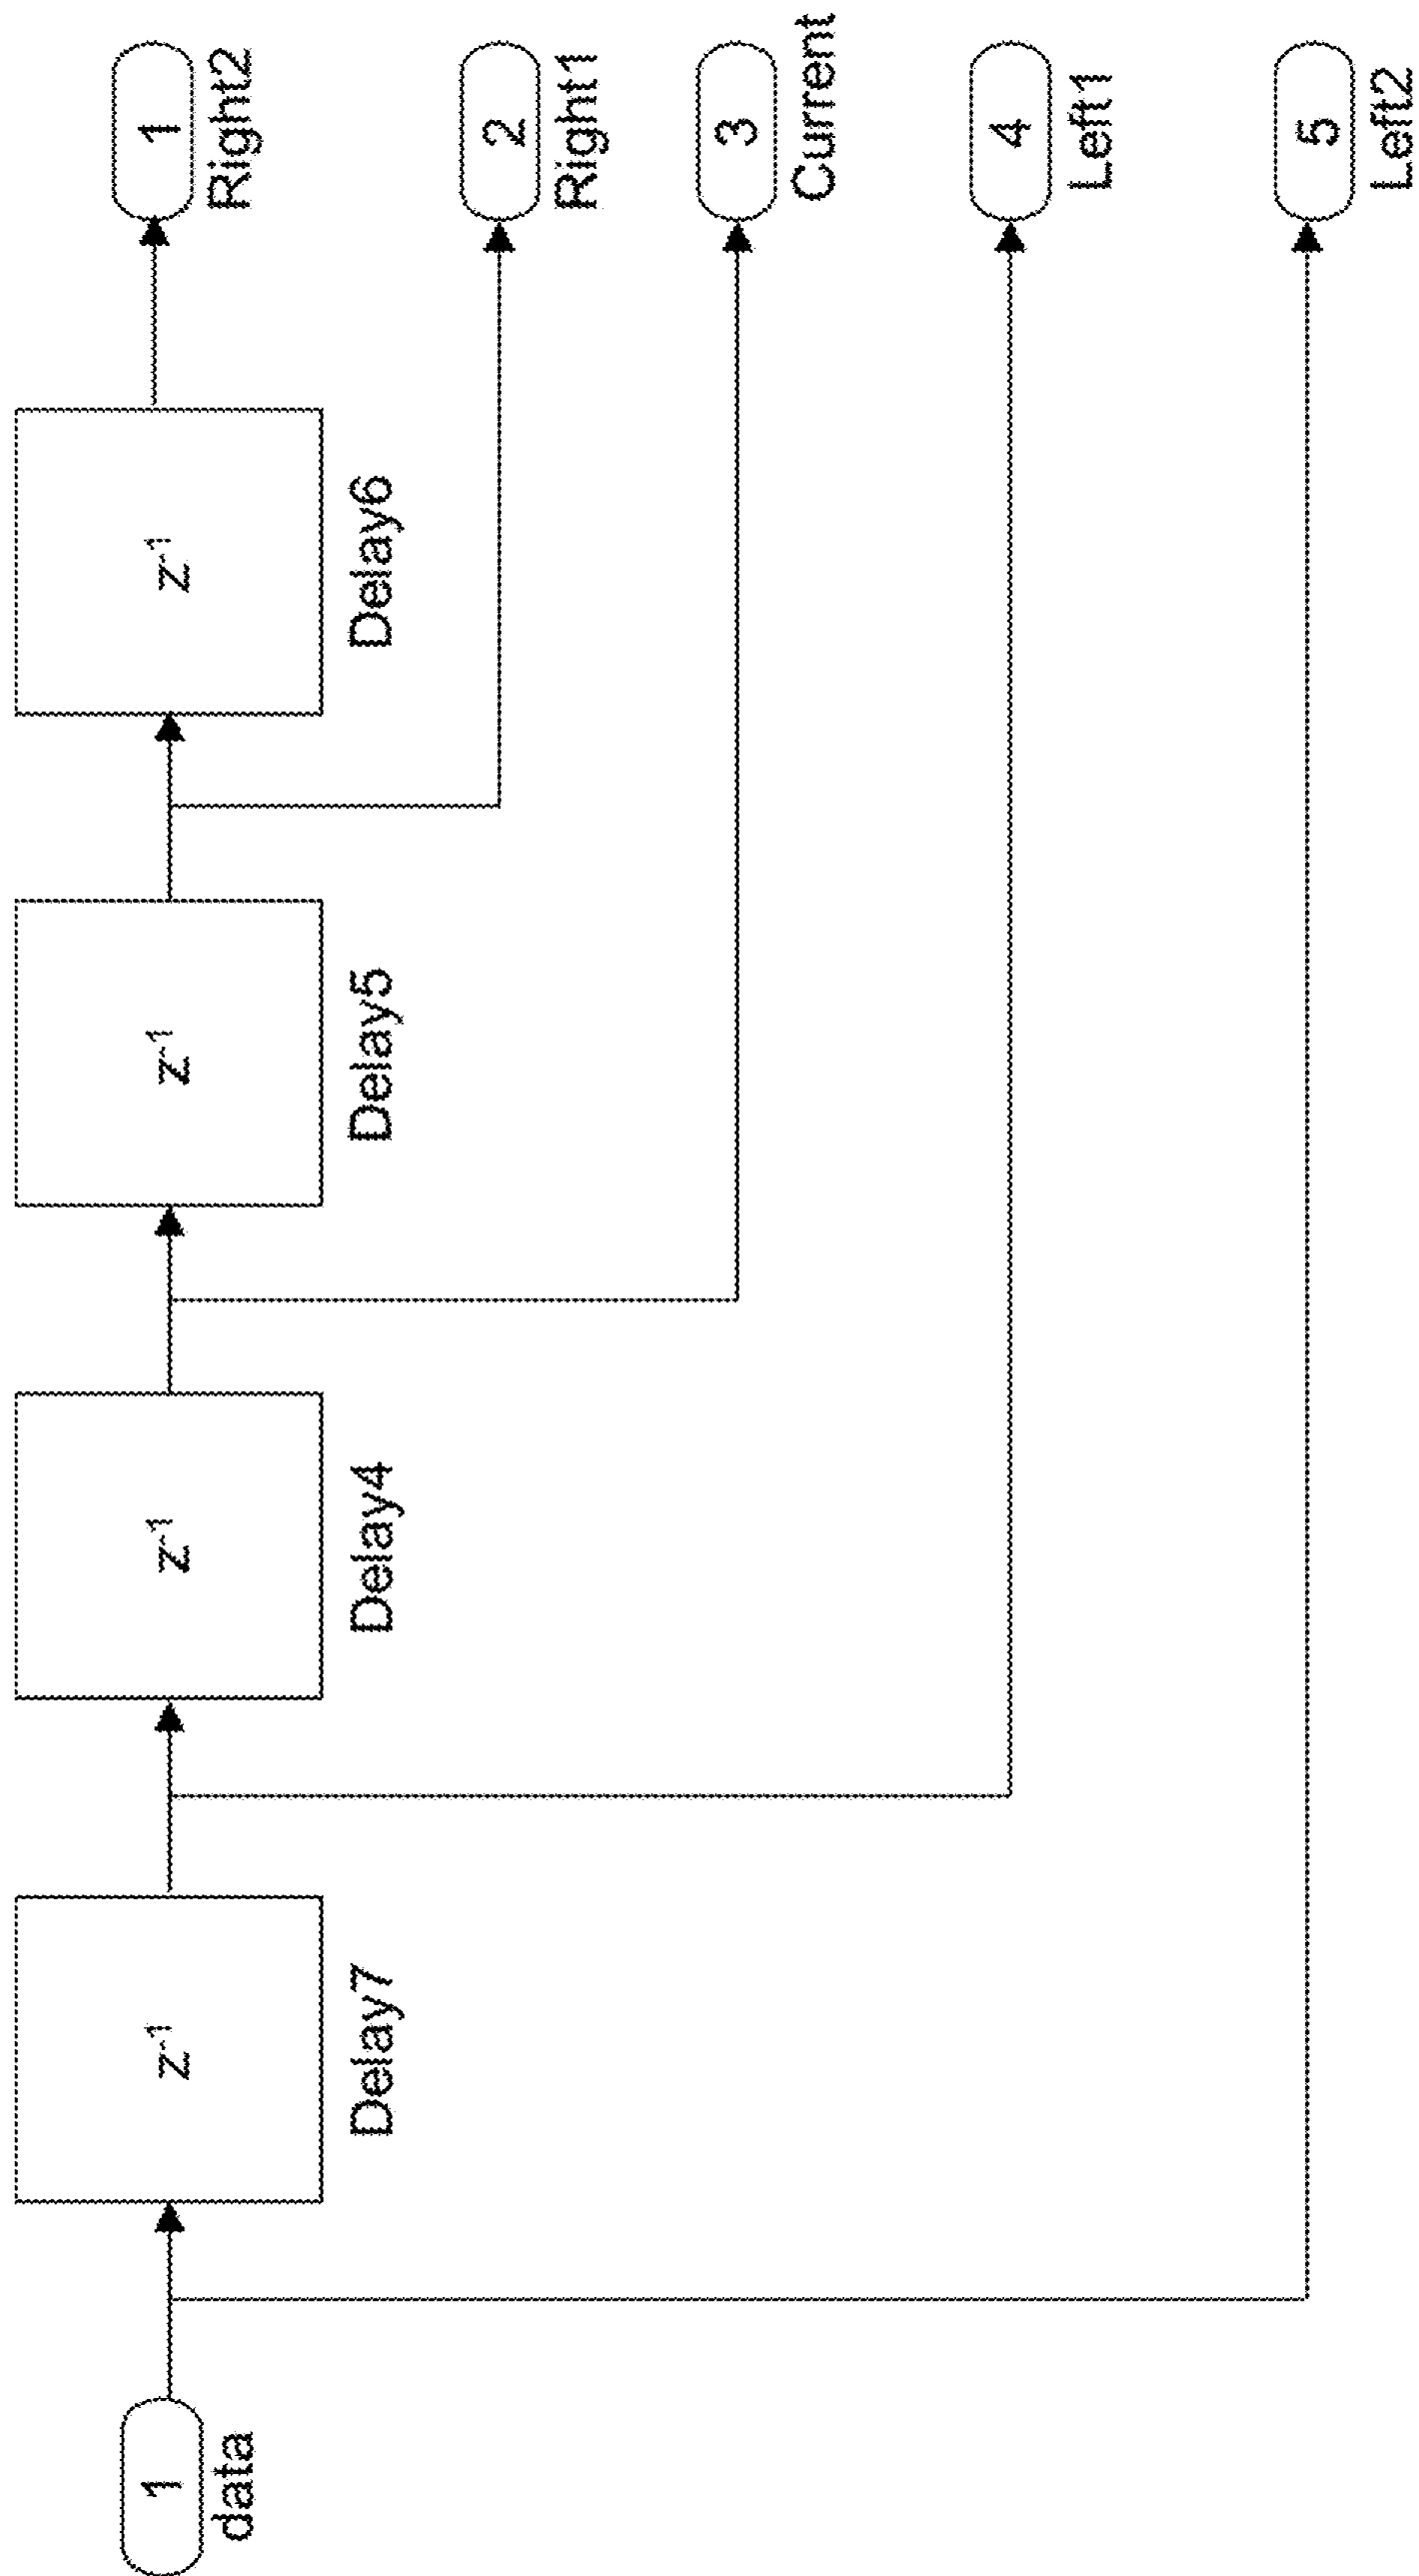 1
data
z-1
Delay7
z-1
Delay4
z-1
Delay5
z-1
Delay6
1
Right2
2
Right1
3
Current
4
Left1
5
Left2